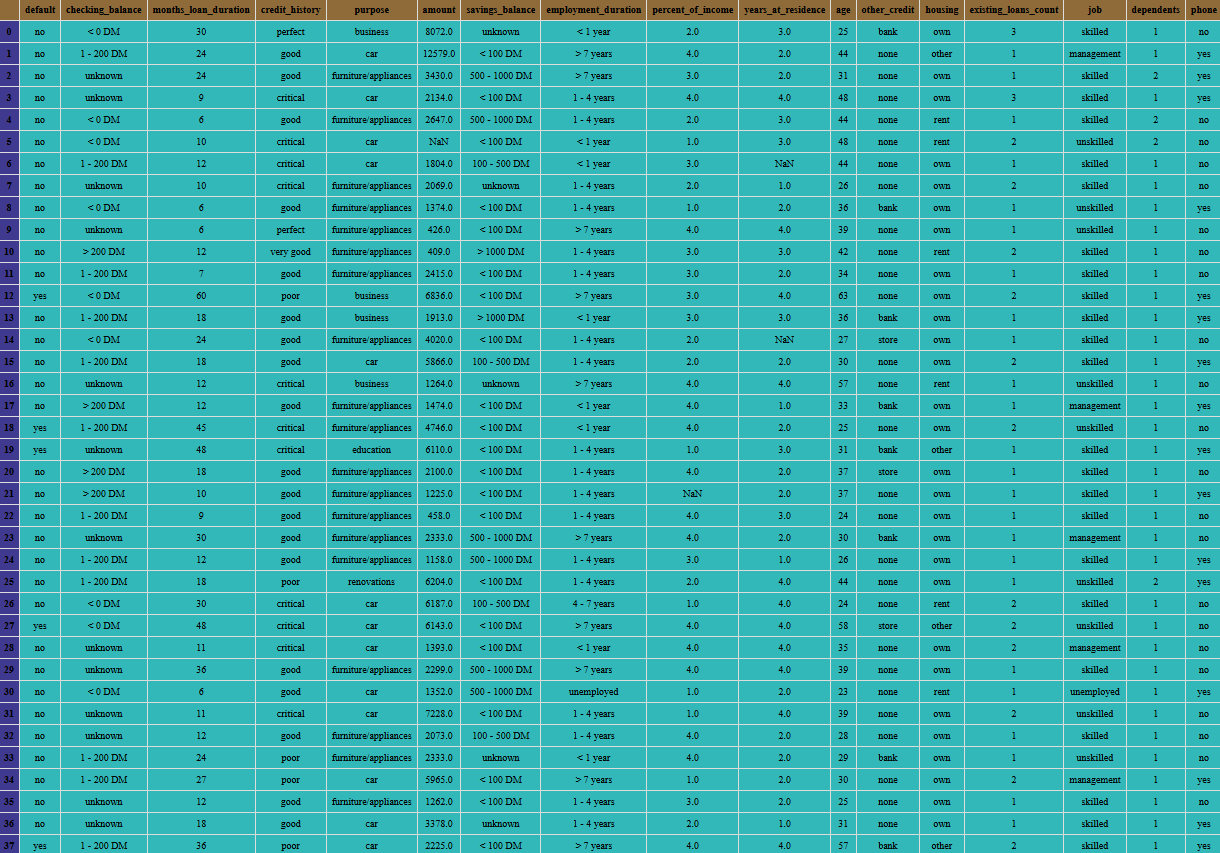 default checking_balance months_loan_duration credit_history purpose amount savings_balance employment_duration percent_of_income years_at_residence age other_credit housing existing_loans_count job dependents phone
0 no < 0 DM 30 perfect business 8072.0 unknown < 1 year 2.0 3.0 25 bank own 3 skilled 1 no
1 no 1 - 200 DM 24 good car 12579.0 < 100 DM > 7 years 4.0 2.0 44 none other 1 management 1 yes
2 no unknown 24 good furniture/appliances 3430.0 500 - 1000 DM > 7 years 3.0 2.0 31 none own 1 skilled 2 yes
3 no unknown 9 critical car 2134.0 < 100 DM 1 - 4 years 4.0 4.0 48 none own 3 skilled 1 yes
4 no < 0 DM 6 good furniture/appliances 2647.0 500 - 1000 DM 1 - 4 years 2.0 3.0 44 none rent 1 skilled 2 no
5 no < 0 DM 10 critical car NaN < 100 DM < 1 year 1.0 3.0 48 none rent 2 unskilled 2 no
6 no 1 - 200 DM 12 critical car 1804.0 100 - 500 DM < 1 year 3.0 NaN 44 none own 1 skilled 1 no
7 no unknown 10 critical furniture/appliances 2069.0 unknown 1 - 4 years 2.0 1.0 26 none own 2 skilled 1 no
8 no < 0 DM 6 good furniture/appliances 1374.0 < 100 DM 1 - 4 years 1.0 2.0 36 bank own 1 unskilled 1 yes
9 no unknown 6 perfect furniture/appliances 426.0 < 100 DM > 7 years 4.0 4.0 39 none own 1 unskilled 1 no
10 no > 200 DM 12 very good furniture/appliances 409.0 > 1000 DM 1 - 4 years 3.0 3.0 42 none rent 2 skilled 1 no
11 no 1 - 200 DM 7 good furniture/appliances 2415.0 < 100 DM 1 - 4 years 3.0 2.0 34 none own 1 skilled 1 no
12 yes < 0 DM 60 poor business 6836.0 < 100 DM > 7 years 3.0 4.0 63 none own 2 skilled 1 yes
13 no 1 - 200 DM 18 good business 1913.0 > 1000 DM < 1 year 3.0 3.0 36 bank own 1 skilled 1 yes
14 no < 0 DM 24 good furniture/appliances 4020.0 < 100 DM 1 - 4 years 2.0 NaN 27 store own 1 skilled 1 no
15 no 1 - 200 DM 18 good car 5866.0 100 - 500 DM 1 - 4 years 2.0 2.0 30 none own 2 skilled 1 yes
16 no unknown 12 critical business 1264.0 unknown > 7 years 4.0 4.0 57 none rent 1 unskilled 1 no
17 no > 200 DM 12 good furniture/appliances 1474.0 < 100 DM < 1 year 4.0 1.0 33 bank own 1 management 1 yes
18 yes 1 - 200 DM 45 critical furniture/appliances 4746.0 < 100 DM < 1 year 4.0 2.0 25 none own 2 unskilled 1 no
19 yes unknown 48 critical education 6110.0 < 100 DM 1 - 4 years 1.0 3.0 31 bank other 1 skilled 1 yes
20 no > 200 DM 18 good furniture/appliances 2100.0 < 100 DM 1 - 4 years 4.0 2.0 37 store own 1 skilled 1 no
21 no > 200 DM 10 good furniture/appliances 1225.0 < 100 DM 1 - 4 years NaN 2.0 37 none own 1 skilled 1 yes
22 no 1 - 200 DM 9 good furniture/appliances 458.0 < 100 DM 1 - 4 years 4.0 3.0 24 none own 1 skilled 1 no
23 no unknown 30 good furniture/appliances 2333.0 500 - 1000 DM > 7 years 4.0 2.0 30 bank own 1 management 1 no
24 no 1 - 200 DM 12 good furniture/appliances 1158.0 500 - 1000 DM 1 - 4 years 3.0 1.0 26 none own 1 skilled 1 yes
25 no 1 - 200 DM 18 poor renovations 6204.0 < 100 DM 1 - 4 years 2.0 4.0 44 none own 1 unskilled 2 yes
26 no < 0 DM 30 critical car 6187.0 100 - 500 DM 4 - 7 years 1.0 4.0 24 none rent 2 skilled 1 no
27 yes < 0 DM 48 critical car 6143.0 < 100 DM > 7 years 4.0 4.0 58 store other 2 unskilled 1 no
28 no unknown 11 critical car 1393.0 < 100 DM < 1 year 4.0 4.0 35 none own 2 management 1 no
29 no unknown 36 good furniture/appliances 2299.0 500 - 1000 DM > 7 years 4.0 4.0 39 none own 1 skilled 1 no
30 no < 0 DM 6 good car 1352.0 500 - 1000 DM unemployed 1.0 2.0 23 none rent 1 unemployed 1 yes
31 no unknown 11 critical car 7228.0 < 100 DM 1 - 4 years 1.0 4.0 39 none own 2 unskilled 1 no
32 no unknown 12 good furniture/appliances 2073.0 100 - 500 DM 1 - 4 years 4.0 2.0 28 none own 1 skilled 1 no
33 no 1 - 200 DM 24 poor furniture/appliances 2333.0 unknown < 1 year 4.0 2.0 29 bank own 1 unskilled 1 no
34 no 1 - 200 DM 27 poor car 5965.0 < 100 DM > 7 years 1.0 2.0 30 none own 2 management 1 yes
35 no unknown 12 good furniture/appliances 1262.0 < 100 DM 1 - 4 years 3.0 2.0 25 none own 1 skilled 1 no
36 no unknown 18 good car 3378.0 unknown 1 - 4 years 2.0 1.0 31 none own 1 skilled 1 yes
37 yes 1 - 200 DM 36 poor car 2225.0 < 100 DM > 7 years 4.0 4.0 57 bank other 2 skilled 1 yes